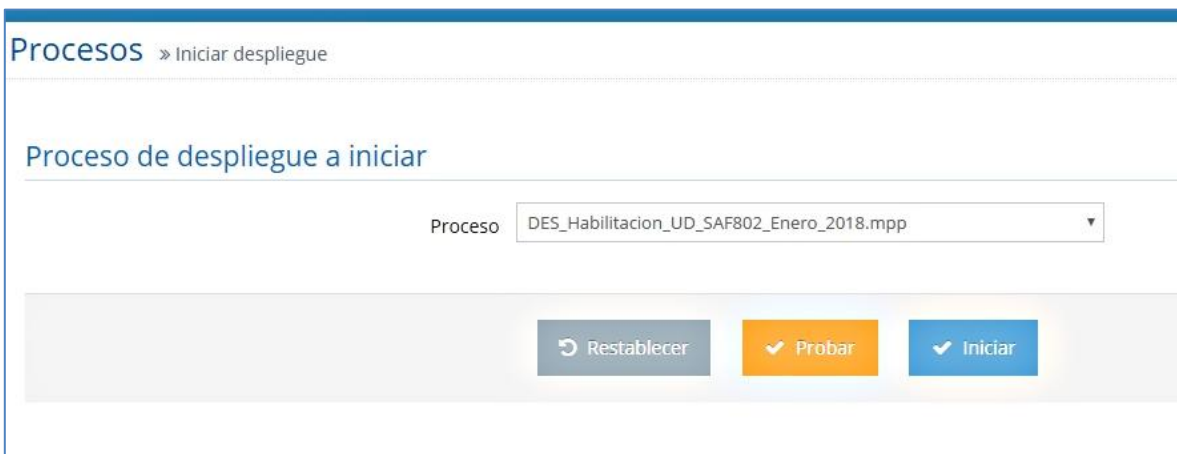 Procesos » Iniciar despliegue
Proceso de despliegue a iniciar
Proceso DES_Habilitacion_UD_SAF802_Enero_2018.mpp
Restablecer Probar Iniciar